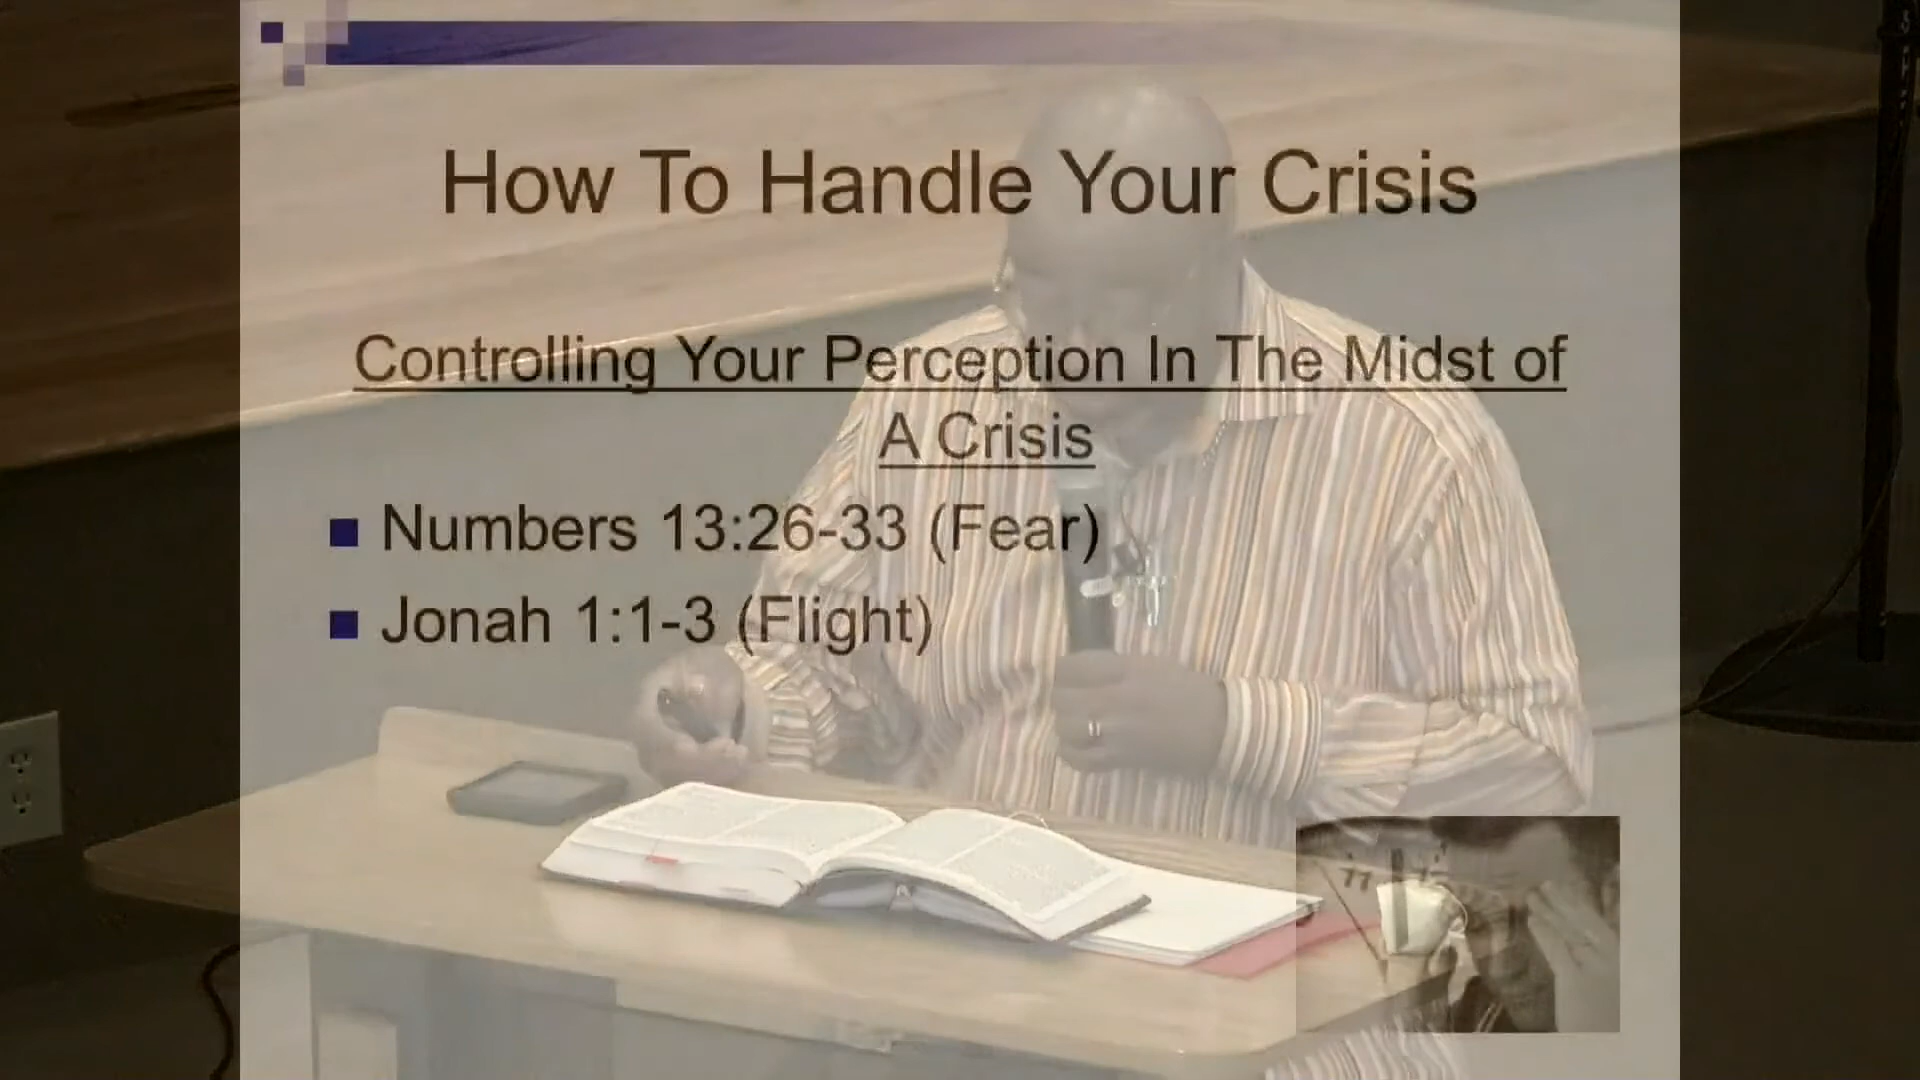 How To Handle Your Crisis
Controlling Your Perception In The Midst of
A Crisis
Numbers 13:26-33 (Fear)
Jonah 1:1-3 (Flight)